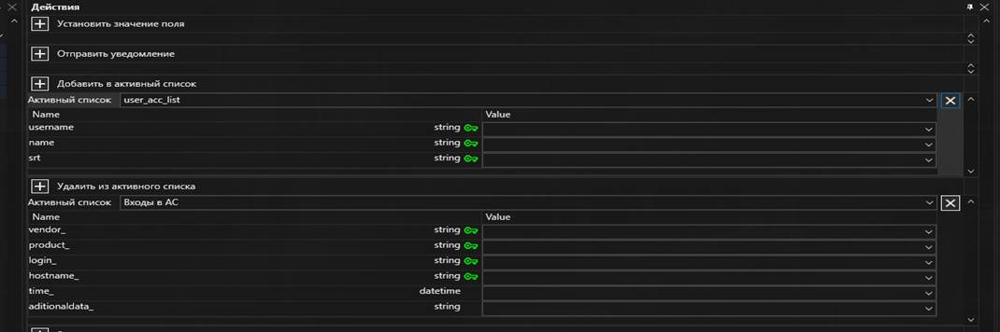 Действия
Установить значение поля
Отправить уведомление
Добавить в активный список
Активный список user_acc_list
Name Value
username string
name string
srt string
Удалить из активного списка
Активный список Входы в АС
Name Value
vendor_ string
product_ string
login_ string
hostname_ string
time_ datetime
aditionaldata_ string